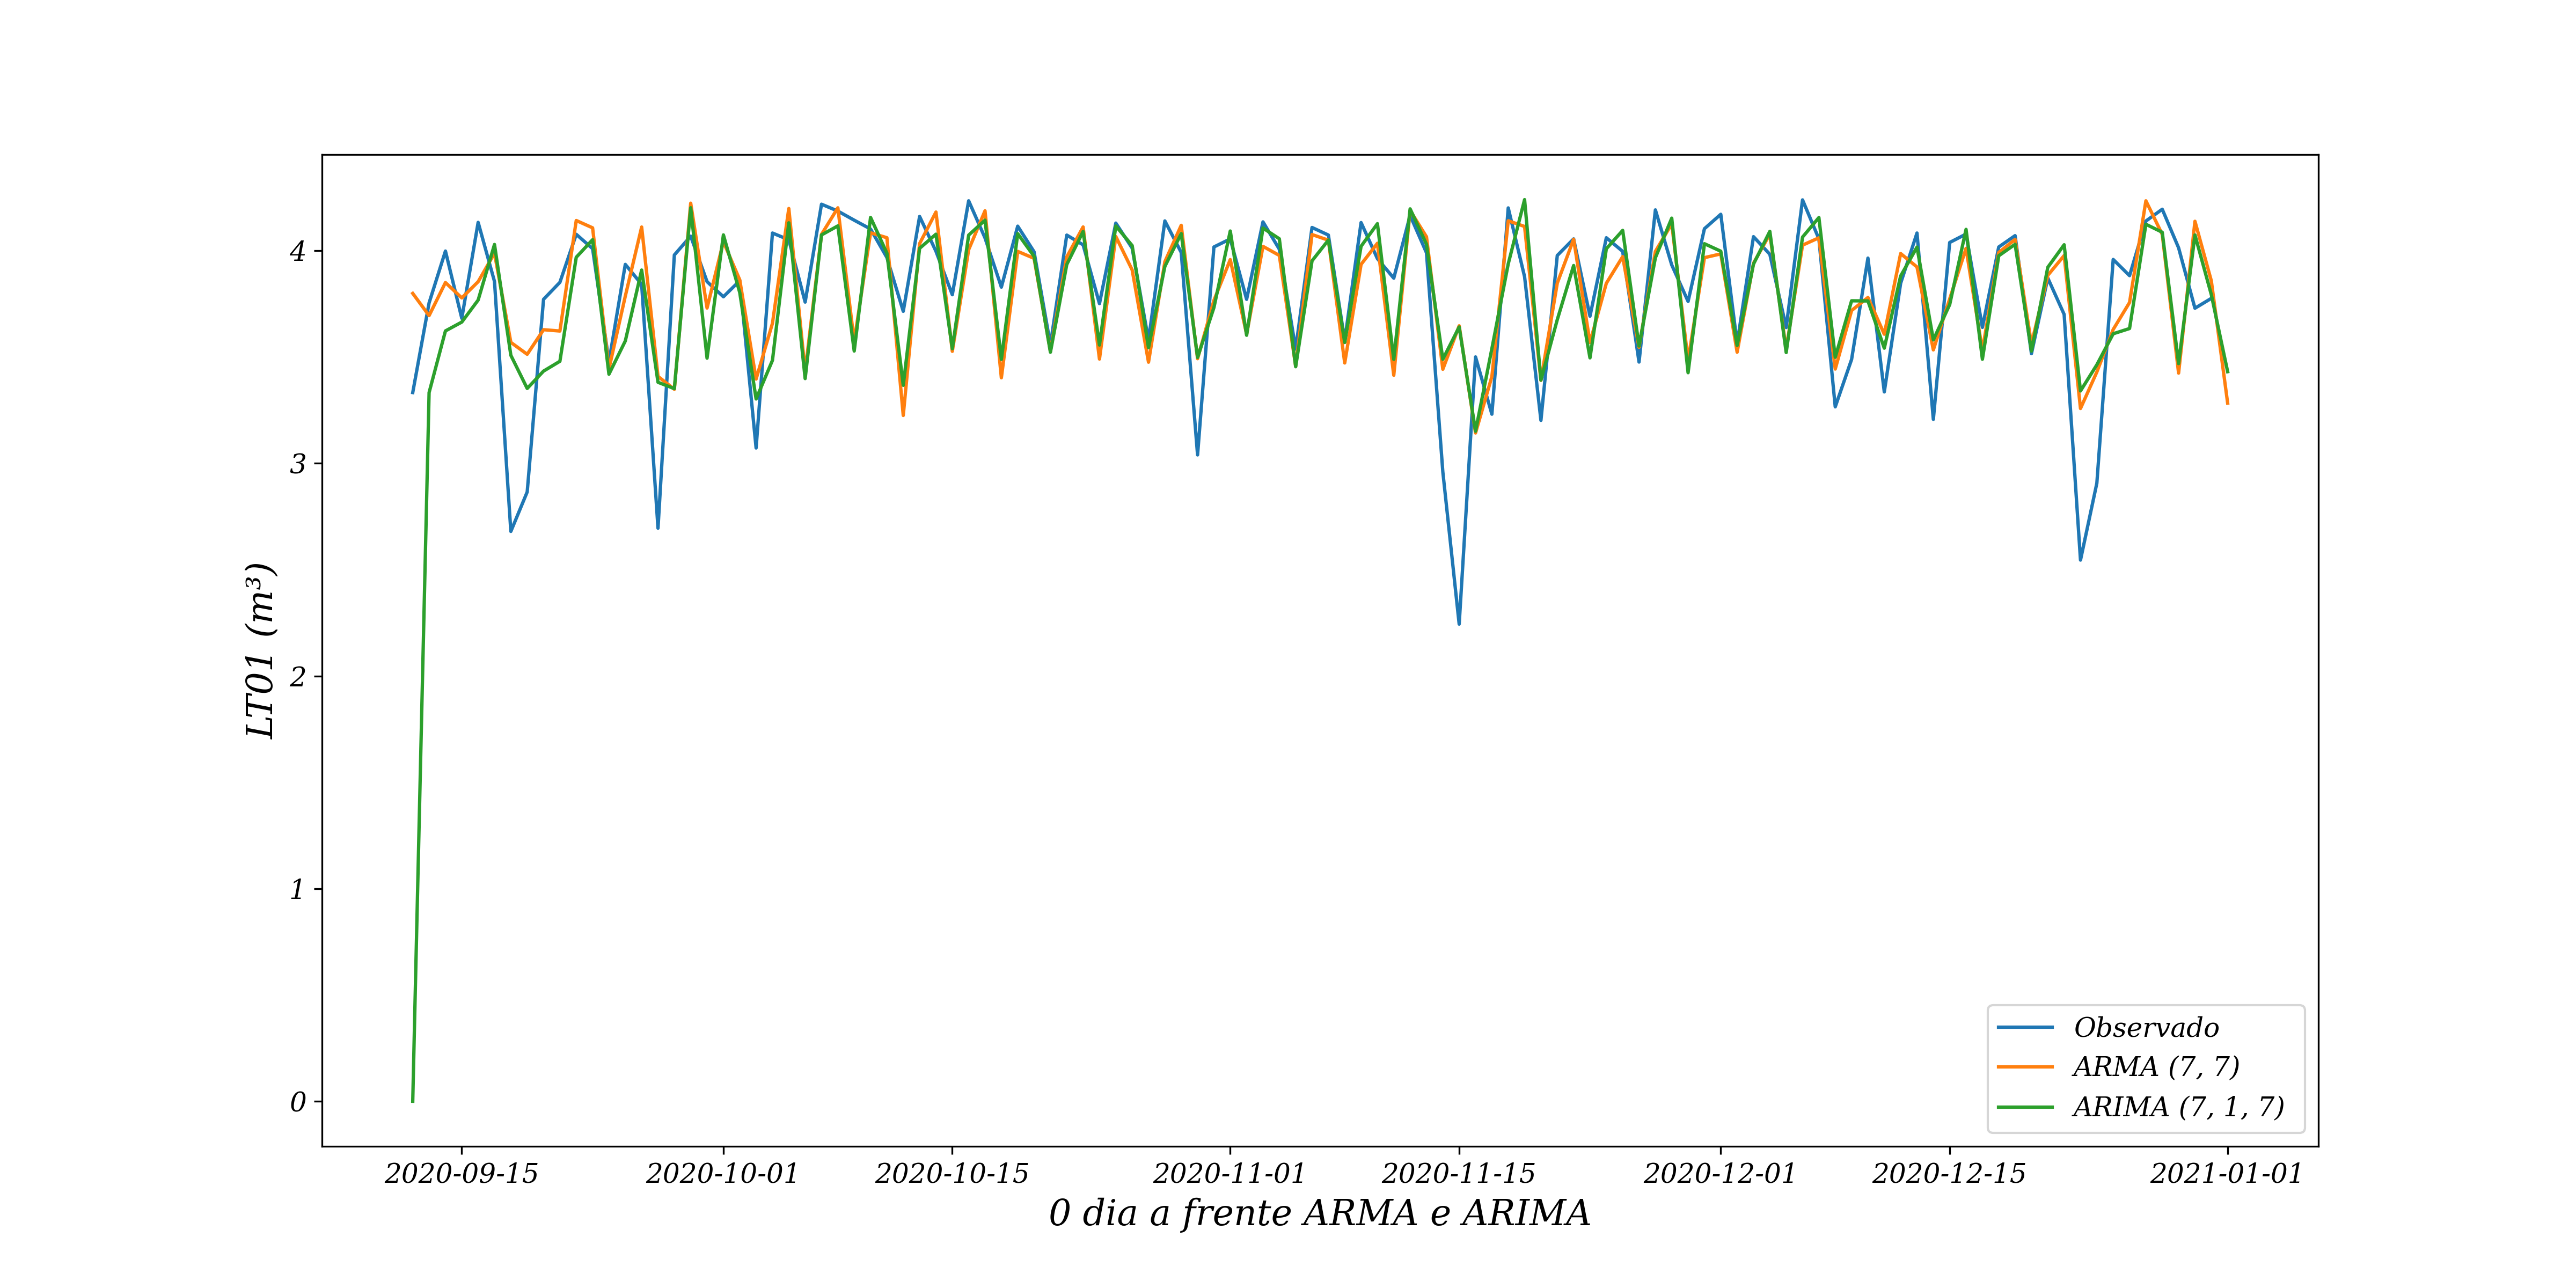 LT01 (m³)
4
3
2
1
0
Observado
ARMA (7, 7)
ARIMA (7, 1, 7)
2020-09-15 2020-10-01 2020-10-15 2020-11-01 2020-11-15 2020-12-01 2020-12-15 2021-01-01
0 dia a frente ARMA e ARIMA